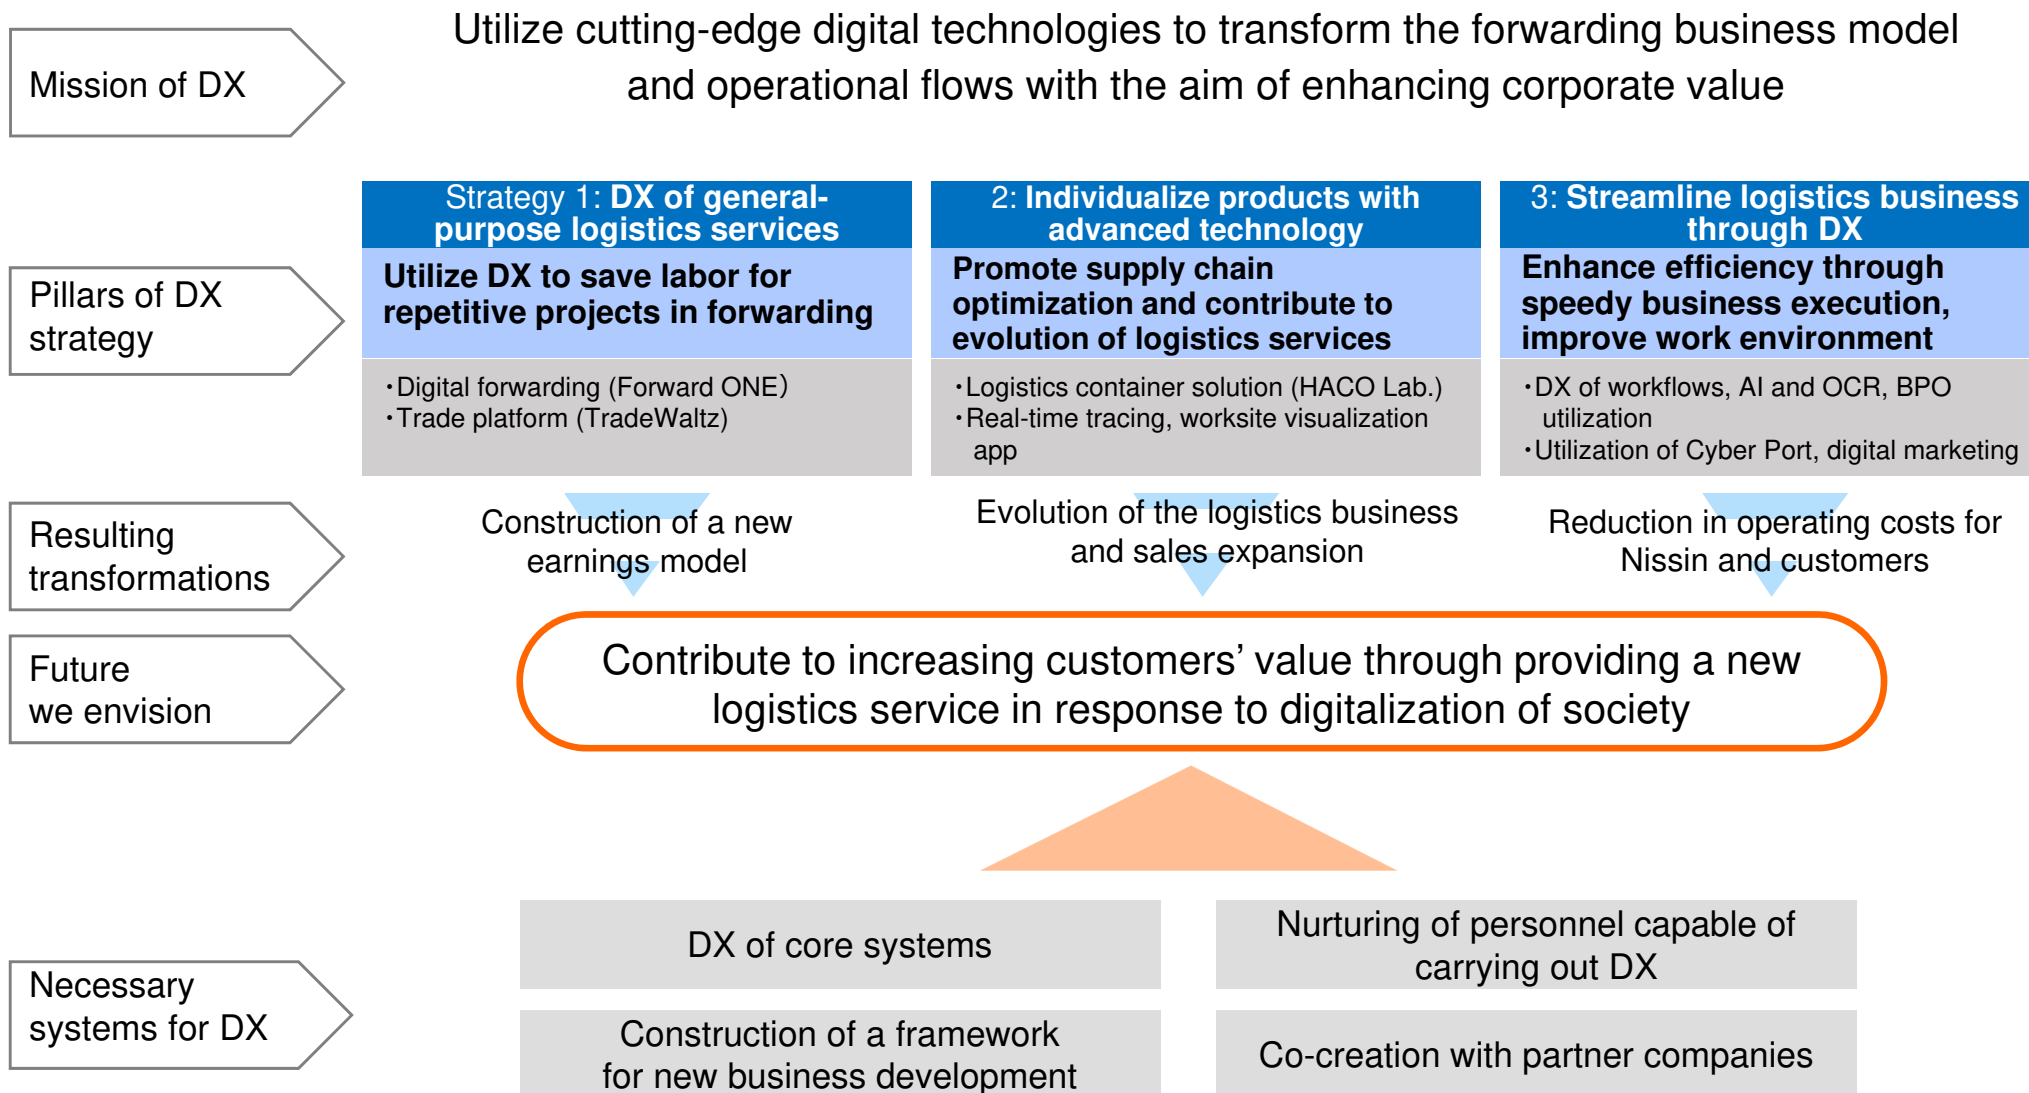 Mission of DX
Utilize cutting-edge digital technologies to transform the forwarding business model
and operational flows with the aim of enhancing corporate value
Pillars of DX
strategy
Strategy 1: DX of general-
purpose logistics services
Utilize DX to save labor for
repetitive projects in forwarding
・Digital forwarding (Forward ONE）
・Trade platform (TradeWaltz)
2: Individualize products with
advanced technology
Promote supply chain
optimization and contribute to
evolution of logistics services
・Logistics container solution (HACO Lab.)
・Real-time tracing, worksite visualization
app
3: Streamline logistics business
through DX
Enhance efficiency through
speedy business execution,
improve work environment
・DX of workflows, AI and OCR, BPO
utilization
・Utilization of Cyber Port, digital marketing
Resulting
transformations
Construction of a new
earnings model
Evolution of the logistics business
and sales expansion
Reduction in operating costs for
Nissin and customers
Future
we envision
Contribute to increasing customers’ value through providing a new
logistics service in response to digitalization of society
Necessary
systems for DX
DX of core systems
Nurturing of personnel capable of
carrying out DX
Construction of a framework
for new business development
Co-creation with partner companies